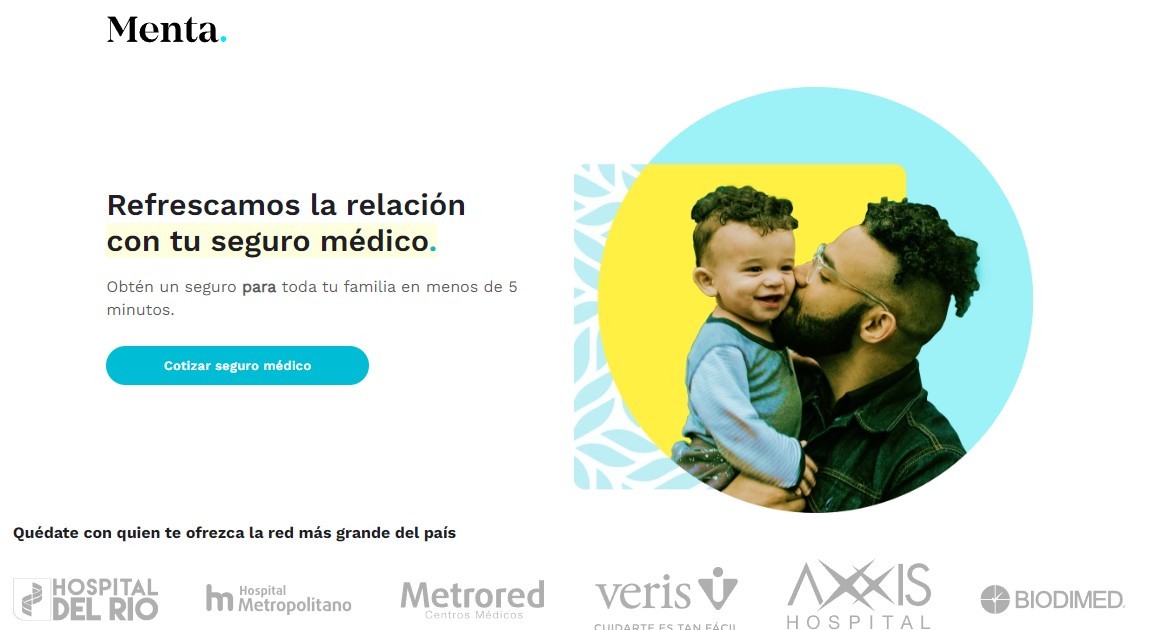 Menta.
Refrescamos la relación
con tu seguro médico.
Obtén un seguro para toda tu familia en menos de 5
minutos.
Cotizar seguro médico
Quédate con quien te ofrezca la red más grande del país
HOSPITAL
DEL RIO
Hospital
Metropolitano
Metrored
Centros Médicos
veris
CUIDARTE ES TAN FÁCIL
AXXIS
HOSPITAL
BIODIMED.